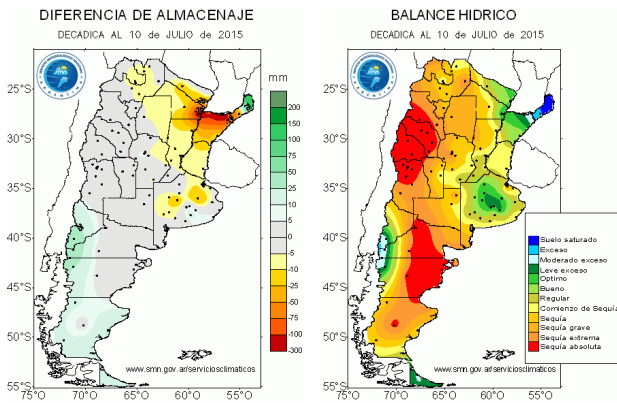 DIFERENCIA DE ALMACENAJE
DECADICA AL 10 de JULIO de 2015
25°S
30°S
35°S
40°S
45°S
50°S
55°S
75°O
70°O
65°O
60°O
55°O
mm
200
150
100
75
50
25
10
5
0
-5
-10
-25
-50
-75
-100
-300
www.smn.gov.ar/serviciosclimaticos
BALANCE HIDRICO
DECADICA AL 10 de JULIO de 2015
25°S
30°S
35°S
40°S
45°S
50°S
55°S
75°O
70°O
65°O
60°O
55°O
www.smn.gov.ar/serviciosclimaticos
Suelo saturado
Exceso
Moderado exceso
Leve exceso
Optimo
Bueno
Regular
Comienzo de Sequía
Sequía
Sequía grave
Sequía extrema
Sequía absoluta